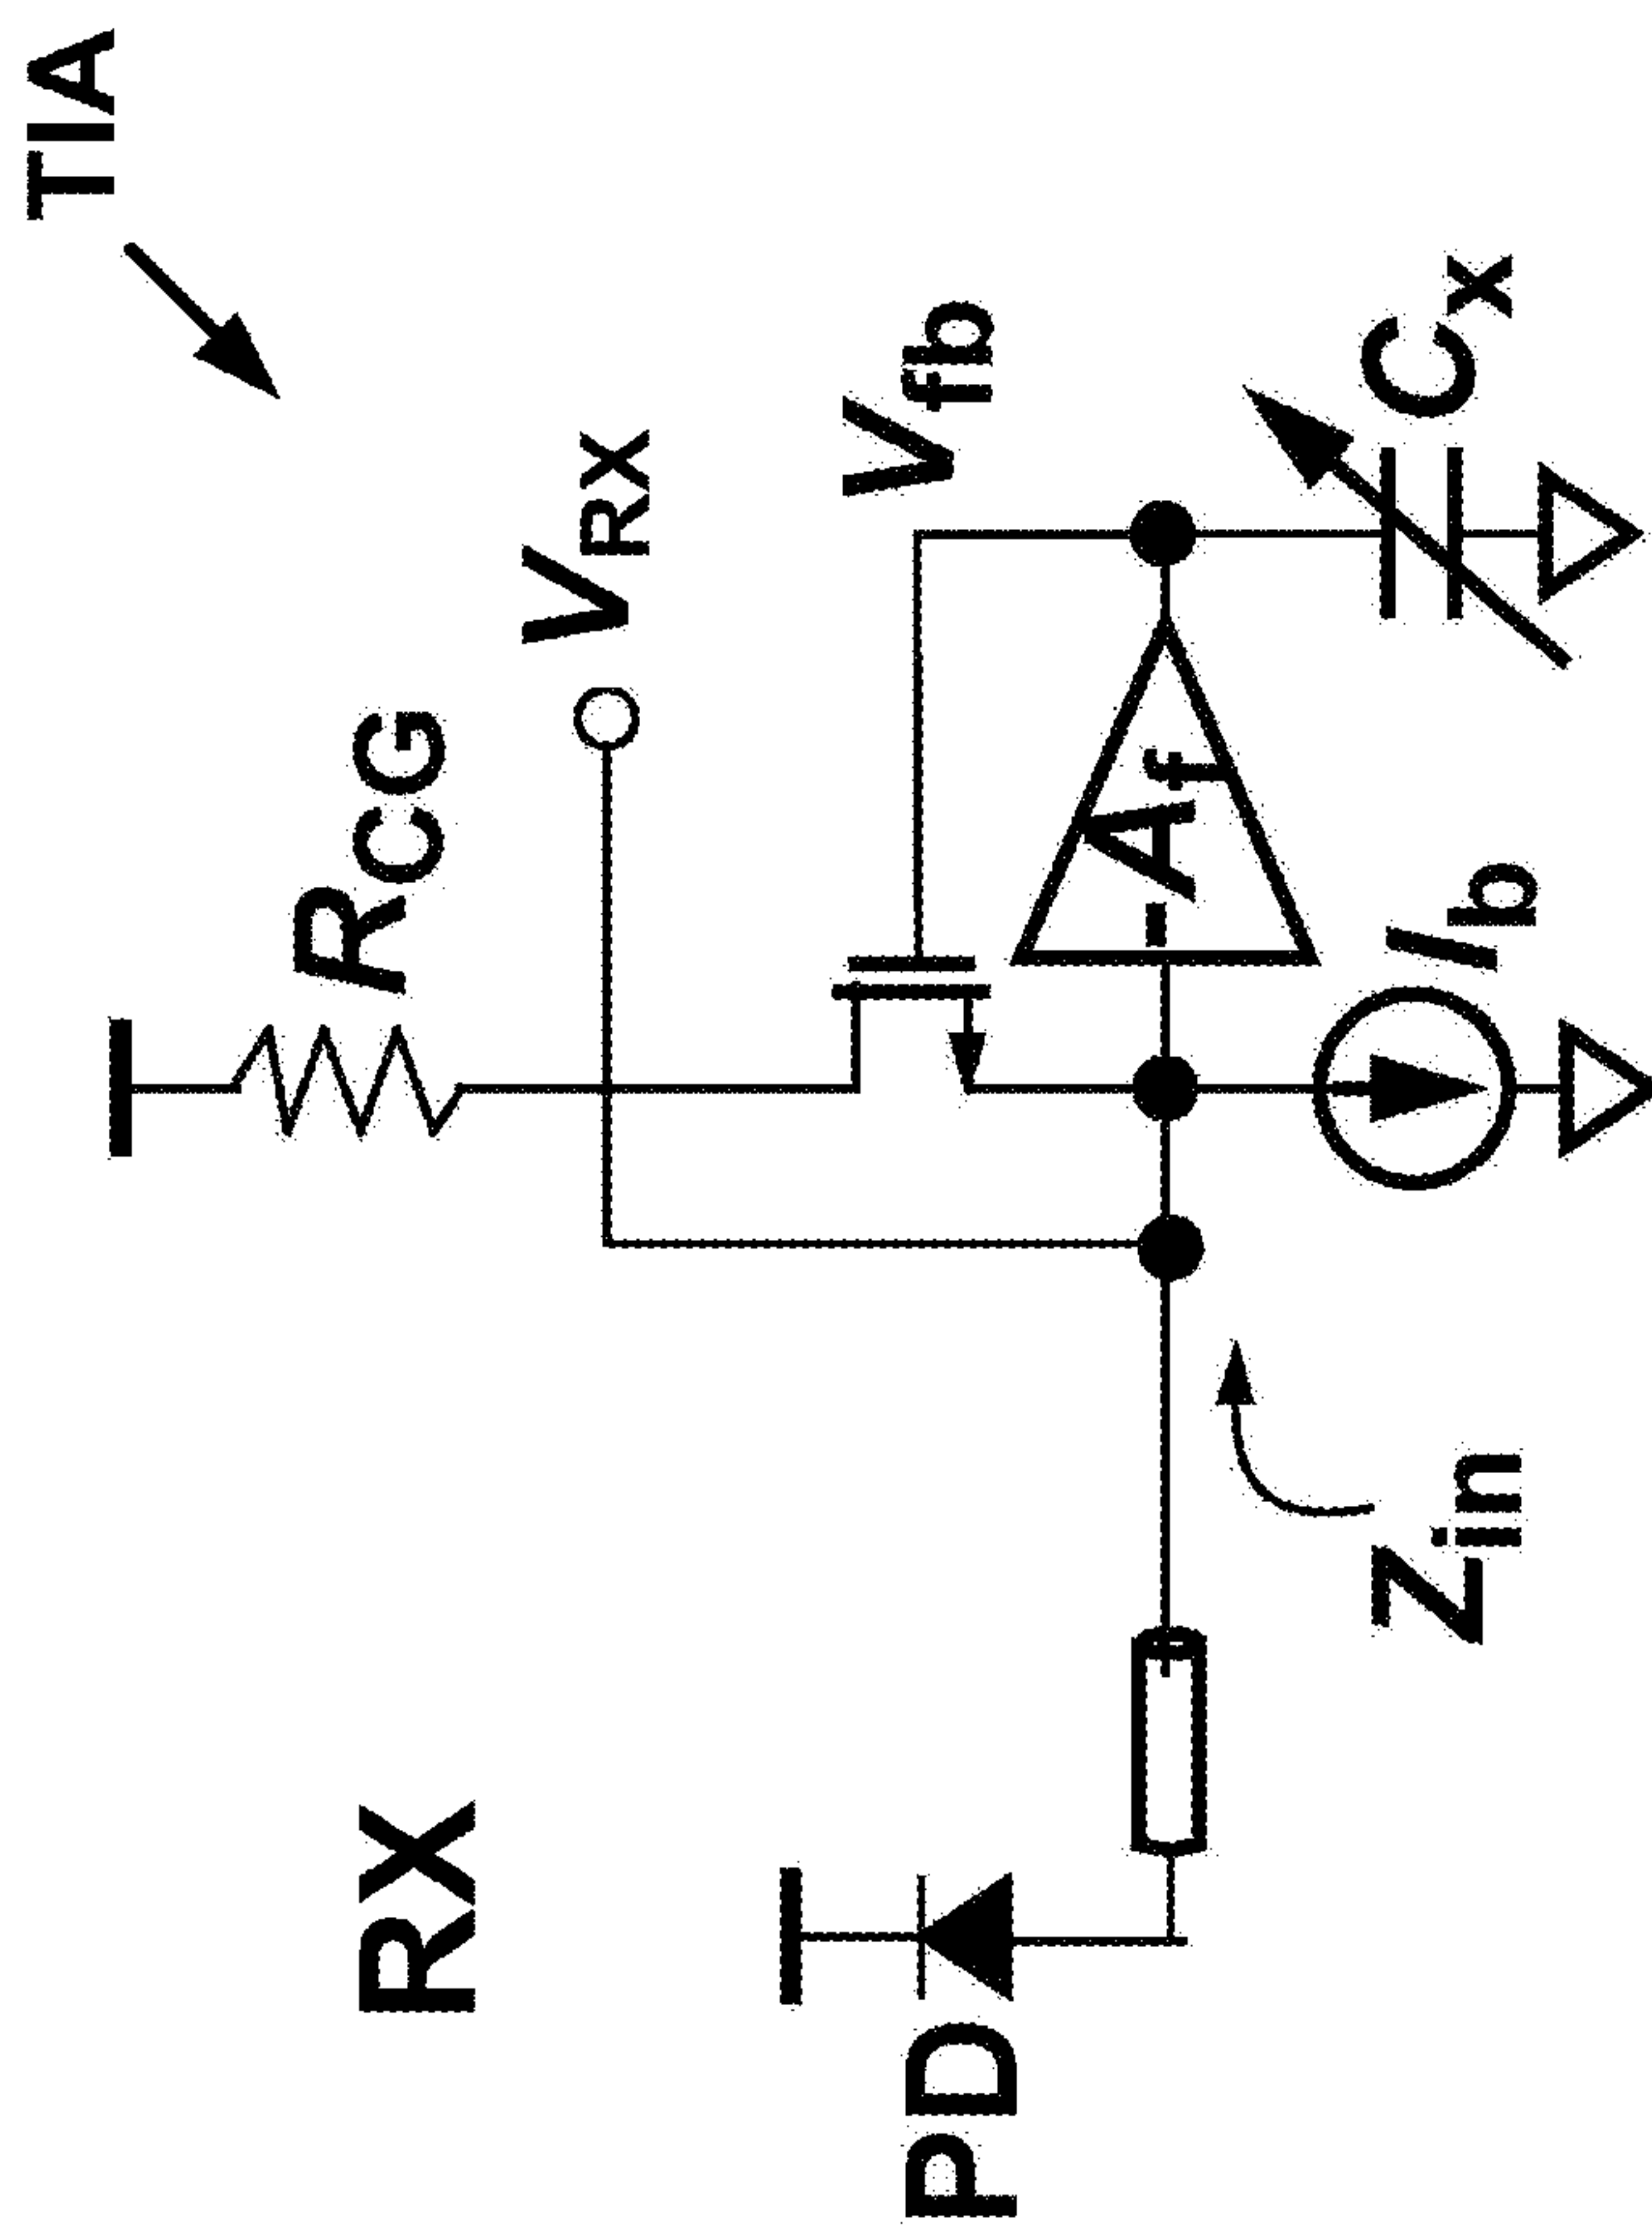 TIA
RX
R_CG
V_RX
V_fb
PD
-A_f
Z_in
I_b
C_x